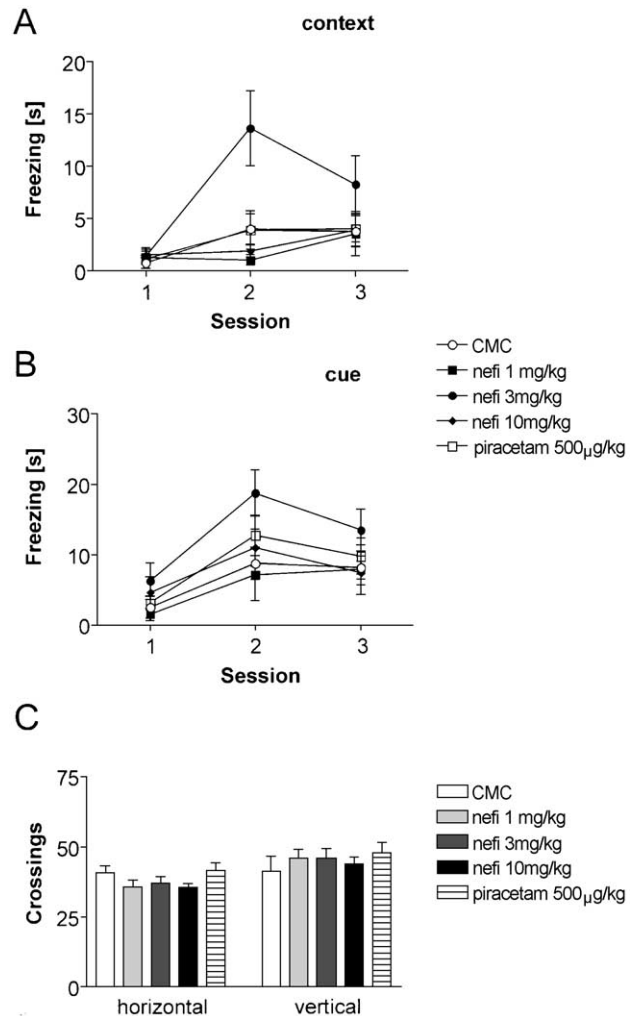 A
context
20
15
10
5
0
Freezing [s]
1 2 3
Session
CMC
nefi 1 mg/kg
nefi 3mg/kg
nefi 10mg/kg
piracetam 500µg/kg
B
cue
30
20
10
0
Freezing [s]
1 2 3
Session
C
75
50
25
0
Crossings
horizontal vertical
CMC
nefi 1 mg/kg
nefi 3mg/kg
nefi 10mg/kg
piracetam 500µg/kg